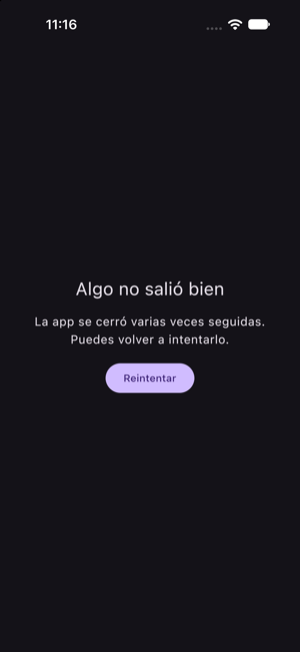 11:16
Algo no salió bien
La app se cerró varias veces seguidas.
Puedes volver a intentarlo.
Reintentar